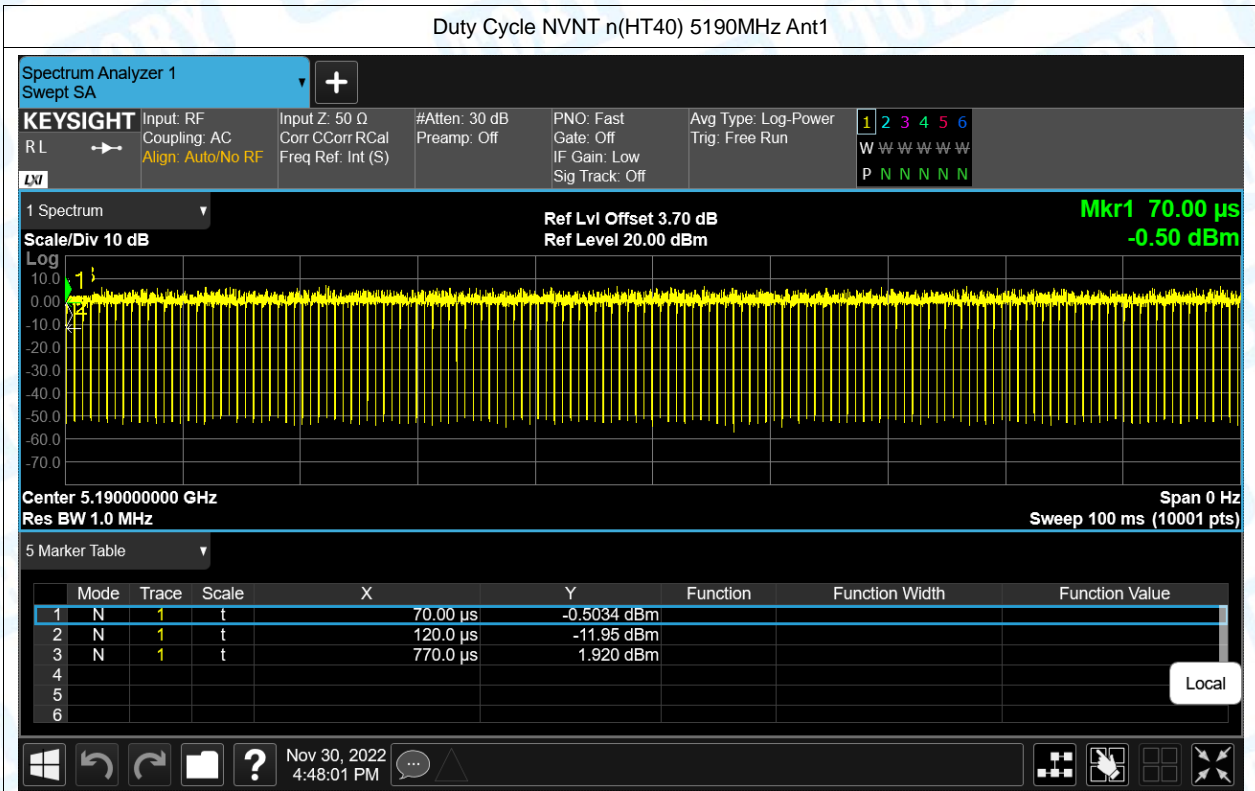 Duty Cycle NVNT n(HT40) 5190MHz Ant1
Spectrum Analyzer 1
Swept SA
KEYSIGHT Input: RF Input Z: 50 Ω #Atten: 30 dB PNO: Fast Avg Type: Log-Power 1 2 3 4 5 6
RL Coupling: AC Corr CCorr RCal Preamp: Off Gate: Off Trig: Free Run W W W W W W
Align: Auto/No RF Freq Ref: Int (S) IF Gain: Low
LXI Sig Track: Off P N N N N N
1 Spectrum Ref Lvl Offset 3.70 dB Mkr1 70.00 µs
Scale/Div 10 dB Ref Level 20.00 dBm -0.50 dBm
Log
10.0
0.00
-10.0
-20.0
-30.0
-40.0
-50.0
-60.0
-70.0
1
2
Center 5.190000000 GHz Span 0 Hz
Res BW 1.0 MHz Sweep 100 ms (10001 pts)
5 Marker Table
Mode Trace Scale X Y Function Function Width Function Value
1 N 1 t 70.00 µs -0.5034 dBm
2 N 1 t 120.0 µs -11.95 dBm
3 N 1 t 770.0 µs 1.920 dBm
4
5
6
Local
Nov 30, 2022
4:48:01 PM